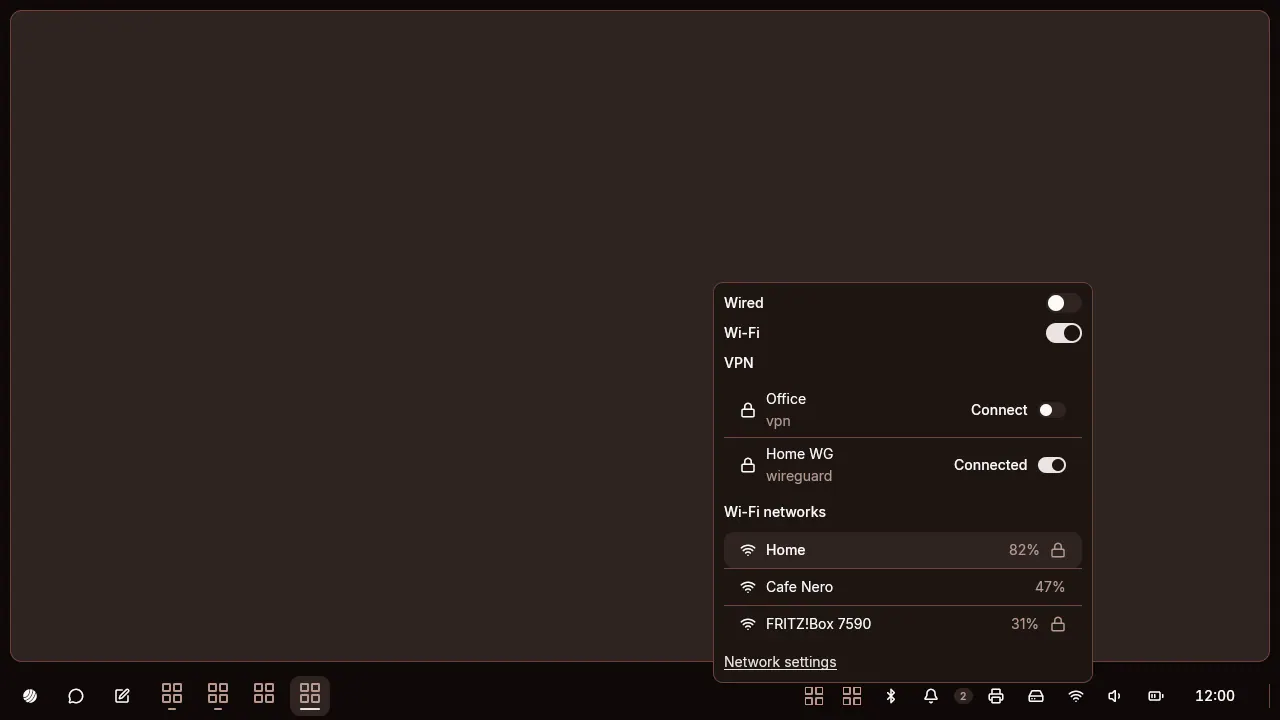 Wired
Wi-Fi
VPN
Office
vpn
Connect
Home WG
wireguard
Connected
Wi-Fi networks
Home 82%
Cafe Nero 47%
FRITZ!Box 7590 31%
Network settings
2
12:00